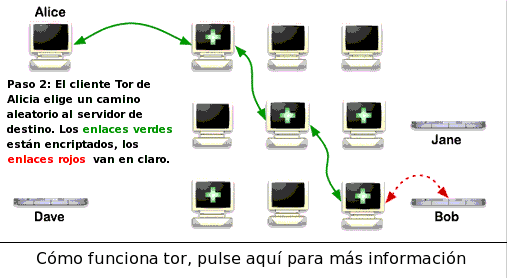 Alice
Paso 2: El cliente Tor de
Alicia elige un camino
aleatorio al servidor de
destino. Los enlaces verdes
están encriptados, los
enlaces rojos van en claro.
Jane
Dave
Bob
Cómo funciona tor, pulse aquí para más información